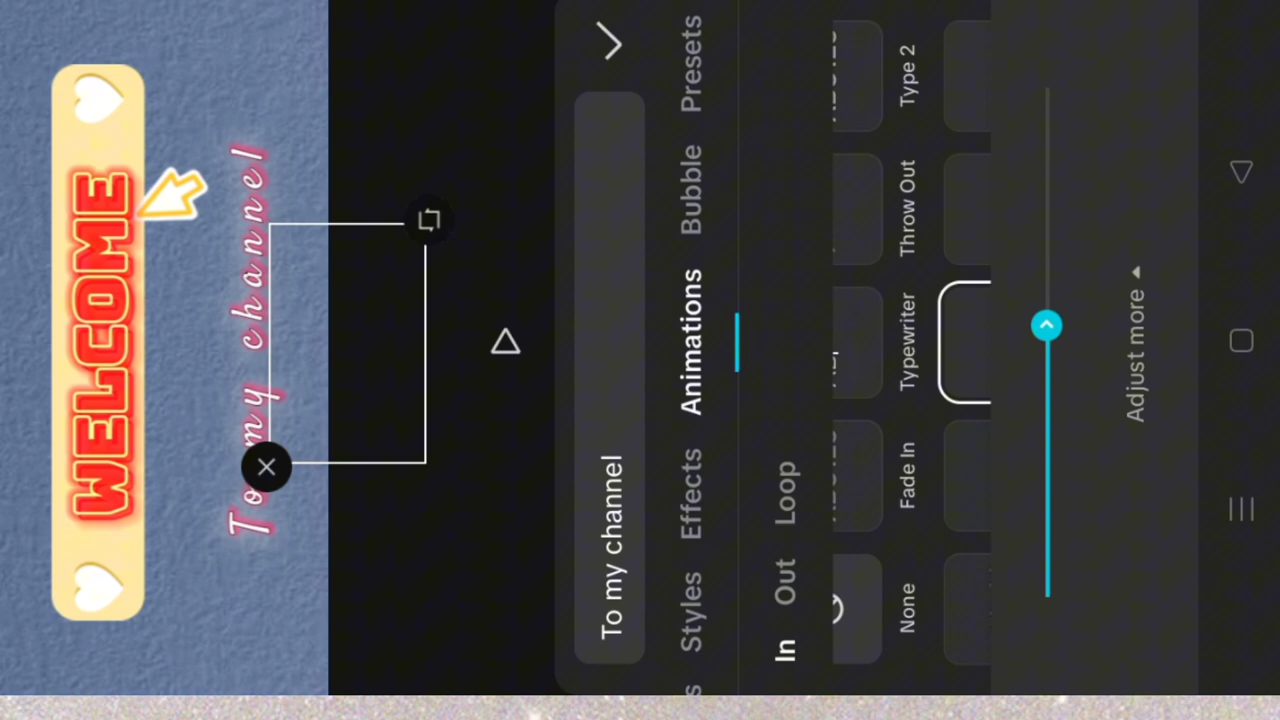 WELCOME
To my channel
To my channel
s Styles Effects Animations Bubble Presets
In Out Loop
None Fade In Typewriter Throw Out Type 2
Adjust more